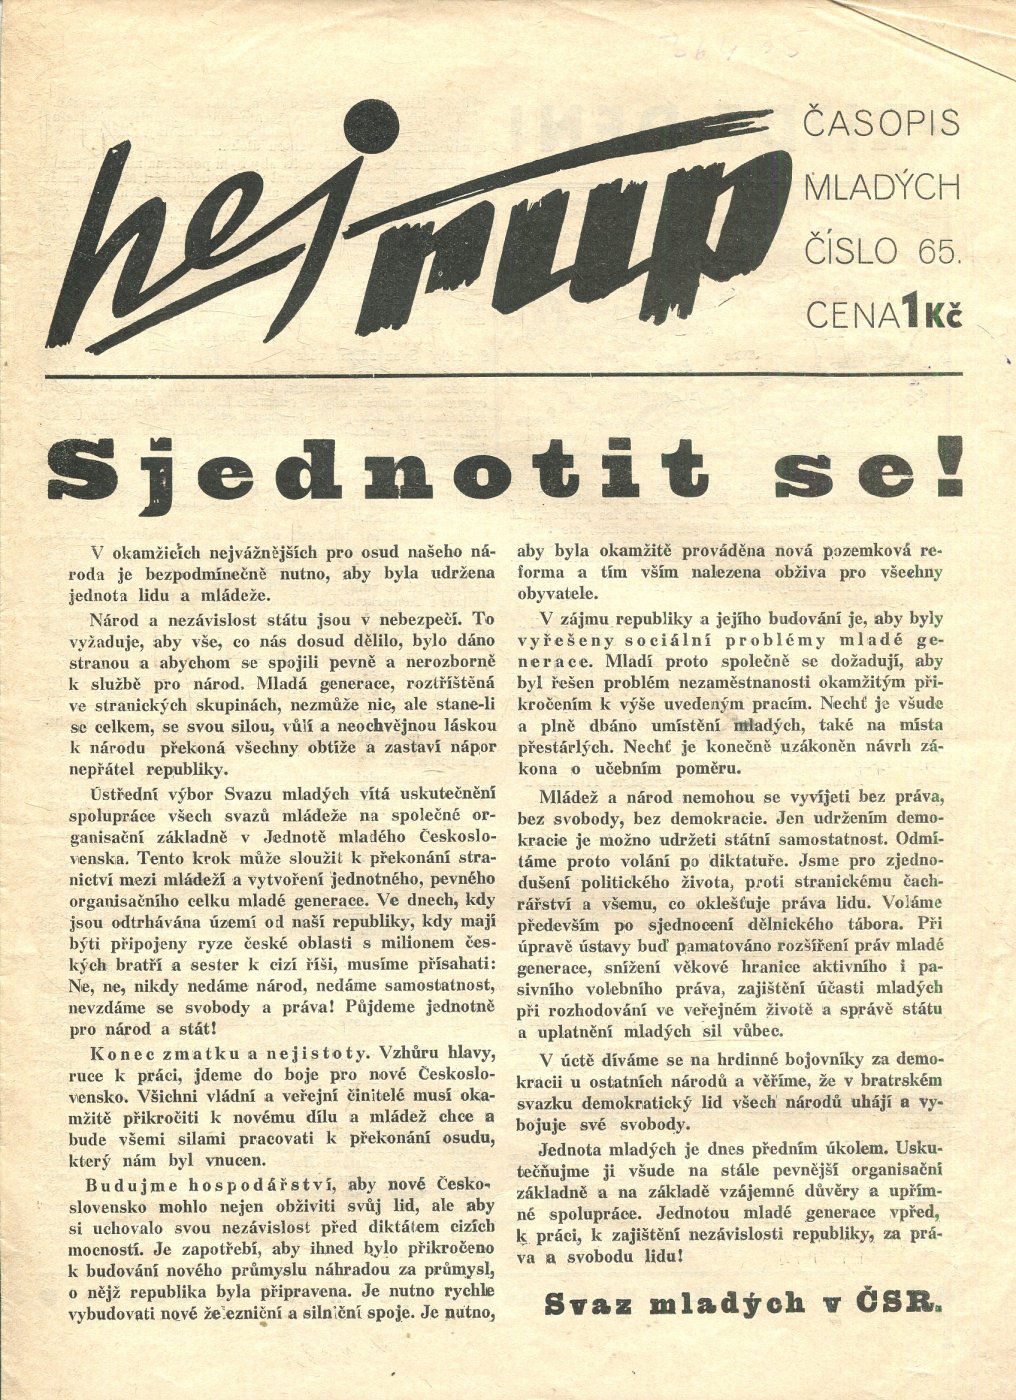 hej rup
ČASOPIS
MLADÝCH
ČÍSLO 65.
CENA 1 Kč
Sjednotit se!
V okamžicích nejvážnějších pro osud našeho ná-
roda je bezpodmínečně nutno, aby byla udržena
jednota lidu a mládeže.
Národ a nezávislost státu jsou v nebezpečí. To
vyžaduje, aby vše, co nás dosud dělilo, bylo dáno
stranou a abychom se spojili pevně a nerozborně
k službě pro národ. Mladá generace, roztříštěná
ve stranických skupinách, nezmůže nic, ale stane-li
se celkem, se svou silou, vůlí a neochvějnou láskou
k národu překoná všechny obtíže a zastaví nápor
nepřátel republiky.
Ústřední výbor Svazu mladých vítá uskutečnění
spolupráce všech svazů mládeže na společné or-
ganisační základně v Jednotě mladého Českoslo-
venska. Tento krok může sloužit k překonání stra-
nictví mezi mládeží a vytvoření jednotného, pevného
organisačního celku mladé generace. Ve dnech, kdy
jsou odtrhávána území od naší republiky, kdy mají
býti připojeny ryze české oblasti s milionem čes-
kých bratří a sester k cizí říši, musíme přísahati:
Ne, ne, nikdy nedáme národ, nedáme samostatnost,
nevzdáme se svobody a práva! Půjdeme jednotně
pro národ a stát!
Konec zmatku a nejistoty. Vzhůru hlavy,
ruce k práci, jdeme do boje pro nové Českoslo-
vensko. Všichni vládní a veřejní činitelé musí oka-
mžitě přikročiti k novému dílu a mládež chce a
bude všemi silami pracovati k překonání osudu,
který nám byl vnucen.
Budujme hospodářství, aby nové Česko-
slovensko mohlo nejen obživiti svůj lid, ale aby
si uchovalo svou nezávislost před diktátem cizích
mocností. Je zapotřebí, aby ihned bylo přikročeno
k budování nového průmyslu náhradou za průmysl,
o nějž republika byla připravena. Je nutno rychle
vybudovati nové železniční a silniční spoje. Je nutno,
aby byla okamžitě prováděna nová pozemková re-
forma a tím vším nalezena obživa pro všechny
obyvatele.
V zájmu republiky a jejího budování je, aby byly
vyřešeny sociální problémy mladé ge-
nerace. Mladí proto společně se dožadují, aby
byl řešen problém nezaměstnanosti okamžitým při-
kročením k výše uvedeným pracím. Nechť je všude
a plně dbáno umístění mladých, také na místa
přestárlých. Nechť je konečně uzákoněn návrh zá-
kona o učebním poměru.
Mládež a národ nemohou se vyvíjeti bez práva,
bez svobody, bez demokracie. Jen udržením demo-
kracie je možno udržeti státní samostatnost. Odmí-
táme proto volání po diktatuře. Jsme pro zjedno-
dušení politického života, proti stranickému čach-
rářství a všemu, co oklešťuje práva lidu. Voláme
především po sjednocení dělnického tábora. Při
úpravě ústavy buď pamatováno rozšíření práv mladé
generace, snížení věkové hranice aktivního i pa-
sivního volebního práva, zajištění účasti mladých
při rozhodování ve veřejném životě a správě státu
a uplatnění mladých sil vůbec.
V úctě díváme se na hrdinné bojovníky za demo-
kracii u ostatních národů a věříme, že v bratrském
svazku demokratický lid všech národů uhájí a vy-
bojuje své svobody.
Jednota mladých je dnes předním úkolem. Usku-
tečňujme ji všude na stále pevnější organisační
základně a na základě vzájemné důvěry a upřím-
né spolupráce. Jednotou mladé generace vpřed,
k práci, k zajištění nezávislosti republiky, za prá-
va a svobodu lidu!
Svaz mladých v ČSR.